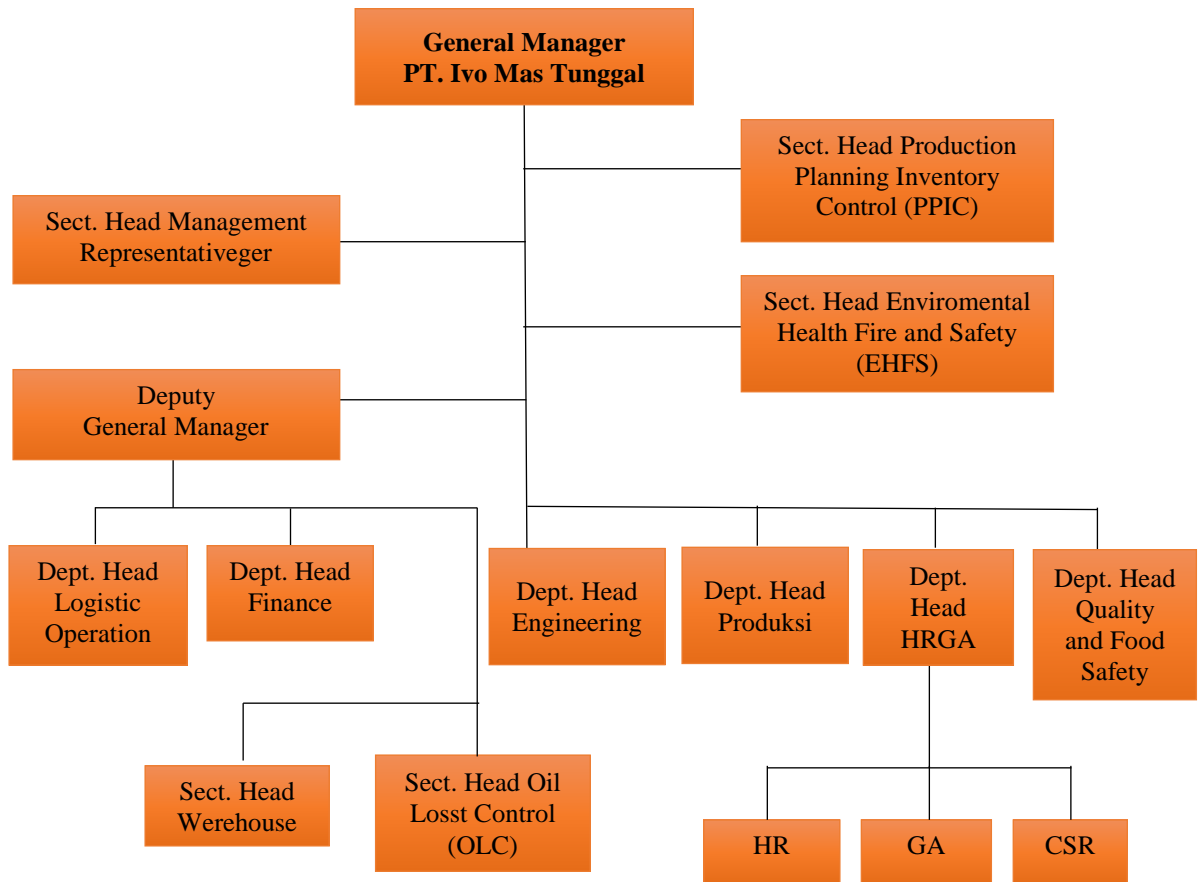 General Manager
PT. Ivo Mas Tunggal
Sect. Head Production
Planning Inventory
Control (PPIC)
Sect. Head Management
Representativeger
Sect. Head Enviromental
Health Fire and Safety
(EHFS)
Deputy
General Manager
Dept. Head
Logistic
Operation
Dept. Head
Finance
Dept. Head
Engineering
Dept. Head
Produksi
Dept.
Head
HRGA
Dept. Head
Quality
and Food
Safety
Sect. Head
Werehouse
Sect. Head Oil
Losst Control
(OLC)
HR
GA
CSR